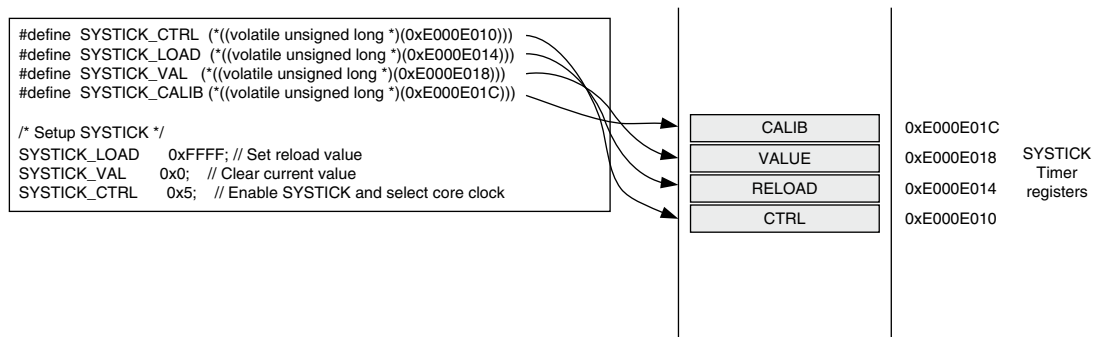 #define SYSTICK_CTRL (*((volatile unsigned long *)(0xE000E010)))
#define SYSTICK_LOAD (*((volatile unsigned long *)(0xE000E014)))
#define SYSTICK_VAL (*((volatile unsigned long *)(0xE000E018)))
#define SYSTICK_CALIB (*((volatile unsigned long *)(0xE000E01C)))
/* Setup SYSTICK */
SYSTICK_LOAD 0xFFFF; // Set reload value
SYSTICK_VAL 0x0; // Clear current value
SYSTICK_CTRL 0x5; // Enable SYSTICK and select core clock
CALIB 0xE000E01C
VALUE 0xE000E018
RELOAD 0xE000E014
CTRL 0xE000E010
SYSTICK
Timer
registers